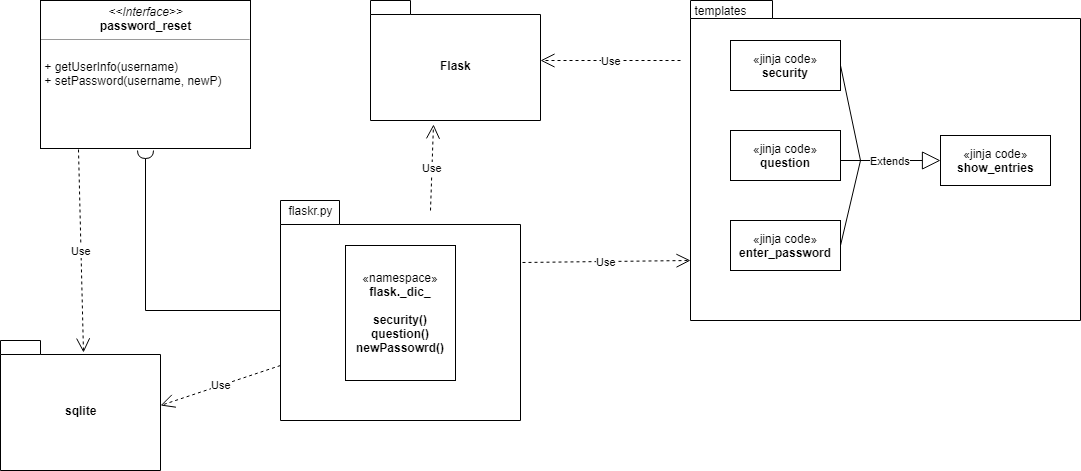 <<Interface>>
password_reset
+ getUserInfo(username)
+ setPassword(username, newP)
Flask
Use
templates
«jinja code»
security
«jinja code»
question
«jinja code»
enter_password
Extends
«jinja code»
show_entries
Use
Use
flaskr.py
«namespace»
flask._dic_
security()
question()
newPassowrd()
Use
Use
sqlite